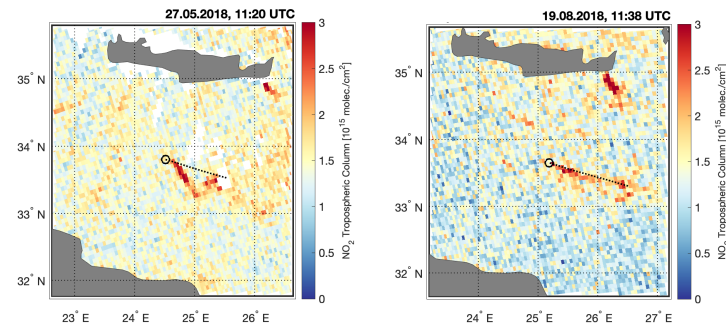 27.05.2018, 11:20 UTC
35° N
34° N
33° N
32° N
23° E
24° E
25° E
26° E
3
2.5
2
1.5
1
0.5
0
NO2 Tropospheric Column [10^15 molec./cm^2]
19.08.2018, 11:38 UTC
35° N
34° N
33° N
32° N
24° E
25° E
26° E
27° E
3
2.5
2
1.5
1
0.5
0
NO2 Tropospheric Column [10^15 molec./cm^2]